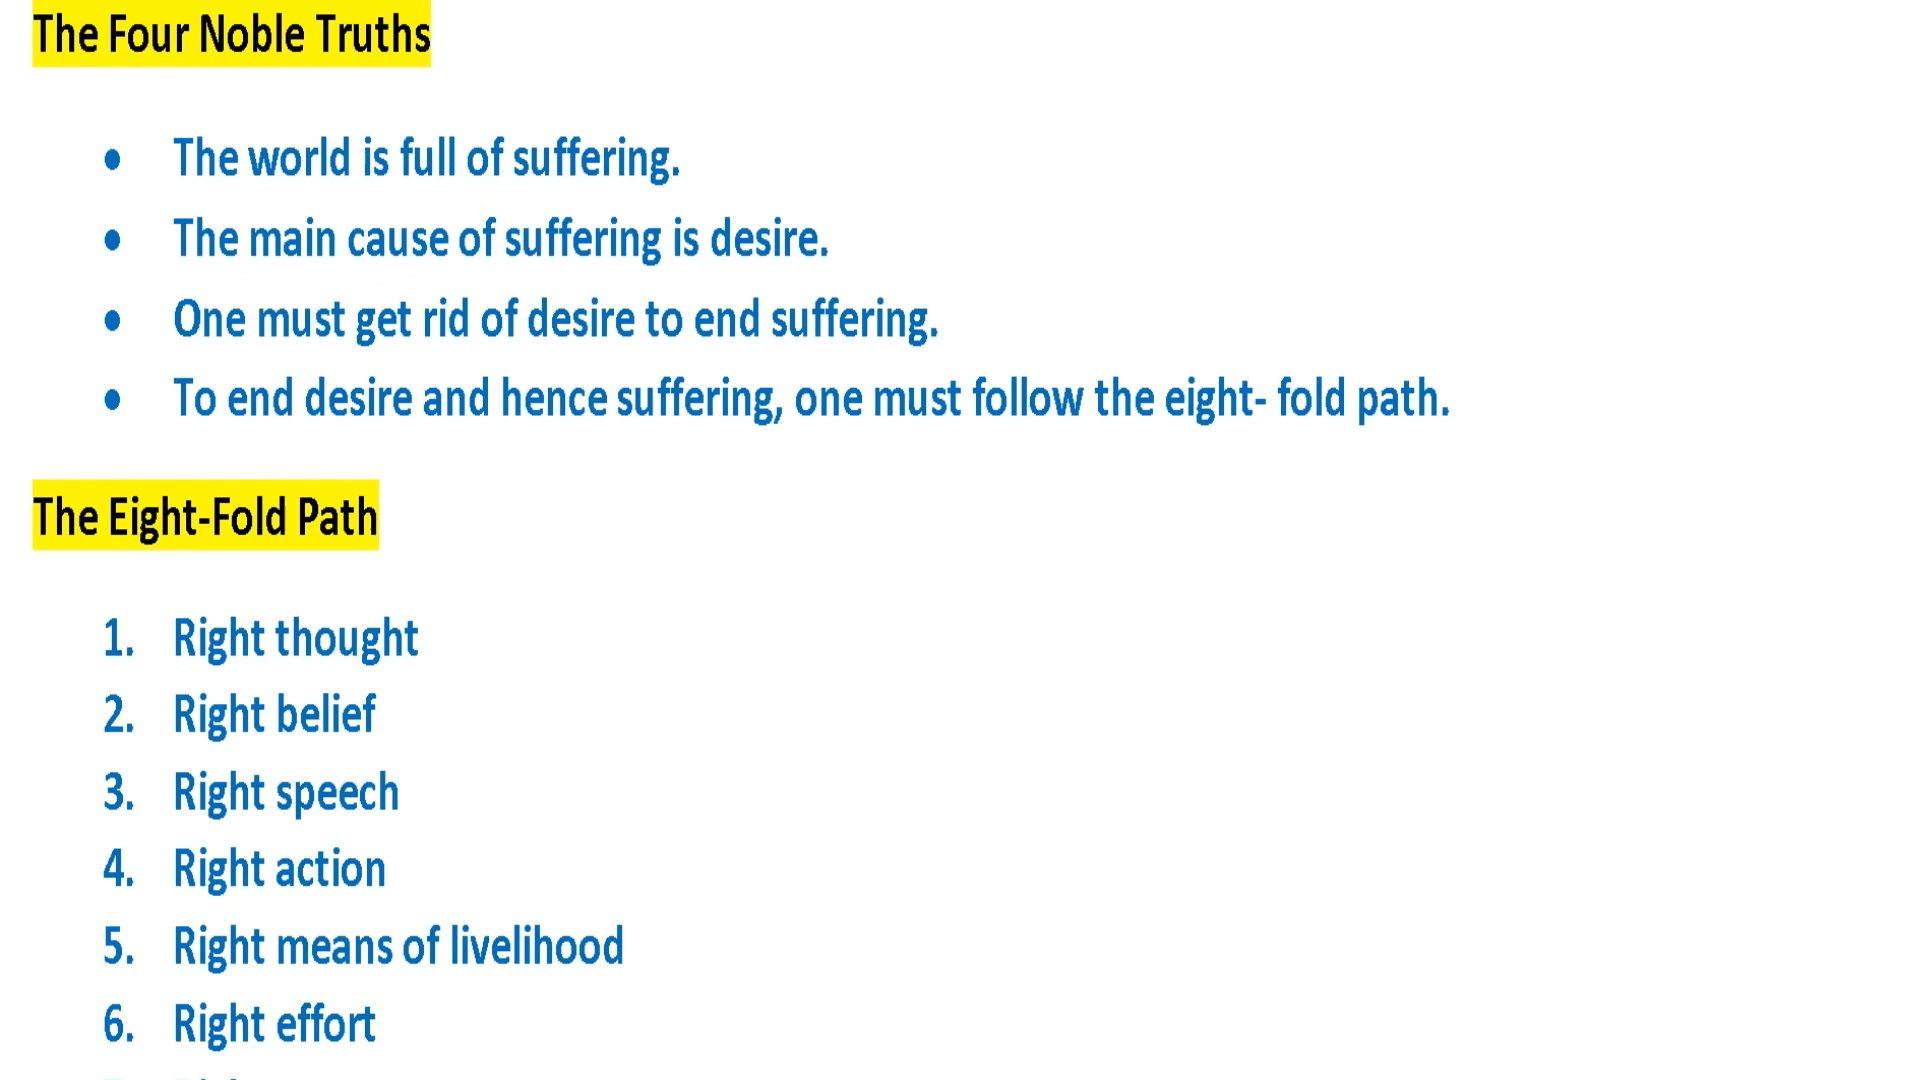 The Four Noble Truths
• The world is full of suffering.
• The main cause of suffering is desire.
• One must get rid of desire to end suffering.
• To end desire and hence suffering, one must follow the eight- fold path.
The Eight-Fold Path
1. Right thought
2. Right belief
3. Right speech
4. Right action
5. Right means of livelihood
6. Right effort